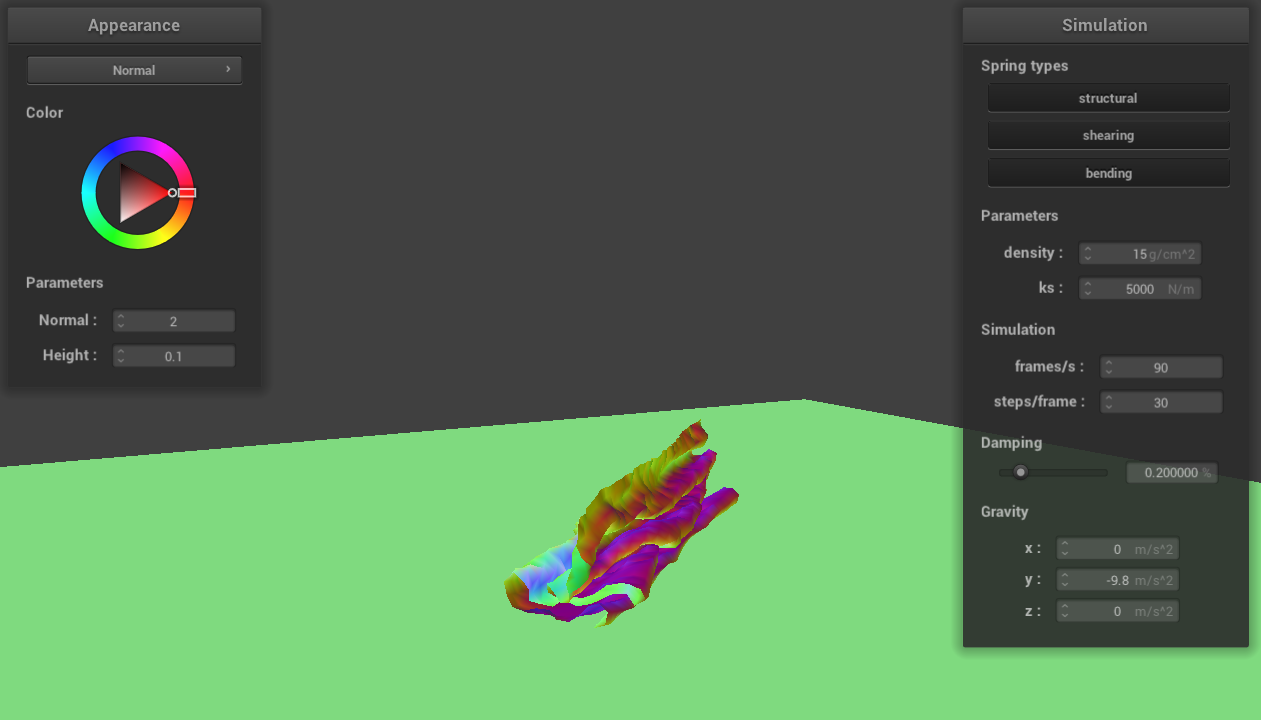 Appearance
Normal
Color
Parameters
Normal : 2
Height : 0.1
Simulation
Spring types
structural
shearing
bending
Parameters
density : 15 g/cm^2
ks : 5000 N/m
Simulation
frames/s : 90
steps/frame : 30
Damping
0.200000 %
Gravity
x : 0 m/s^2
y : -9.8 m/s^2
z : 0 m/s^2